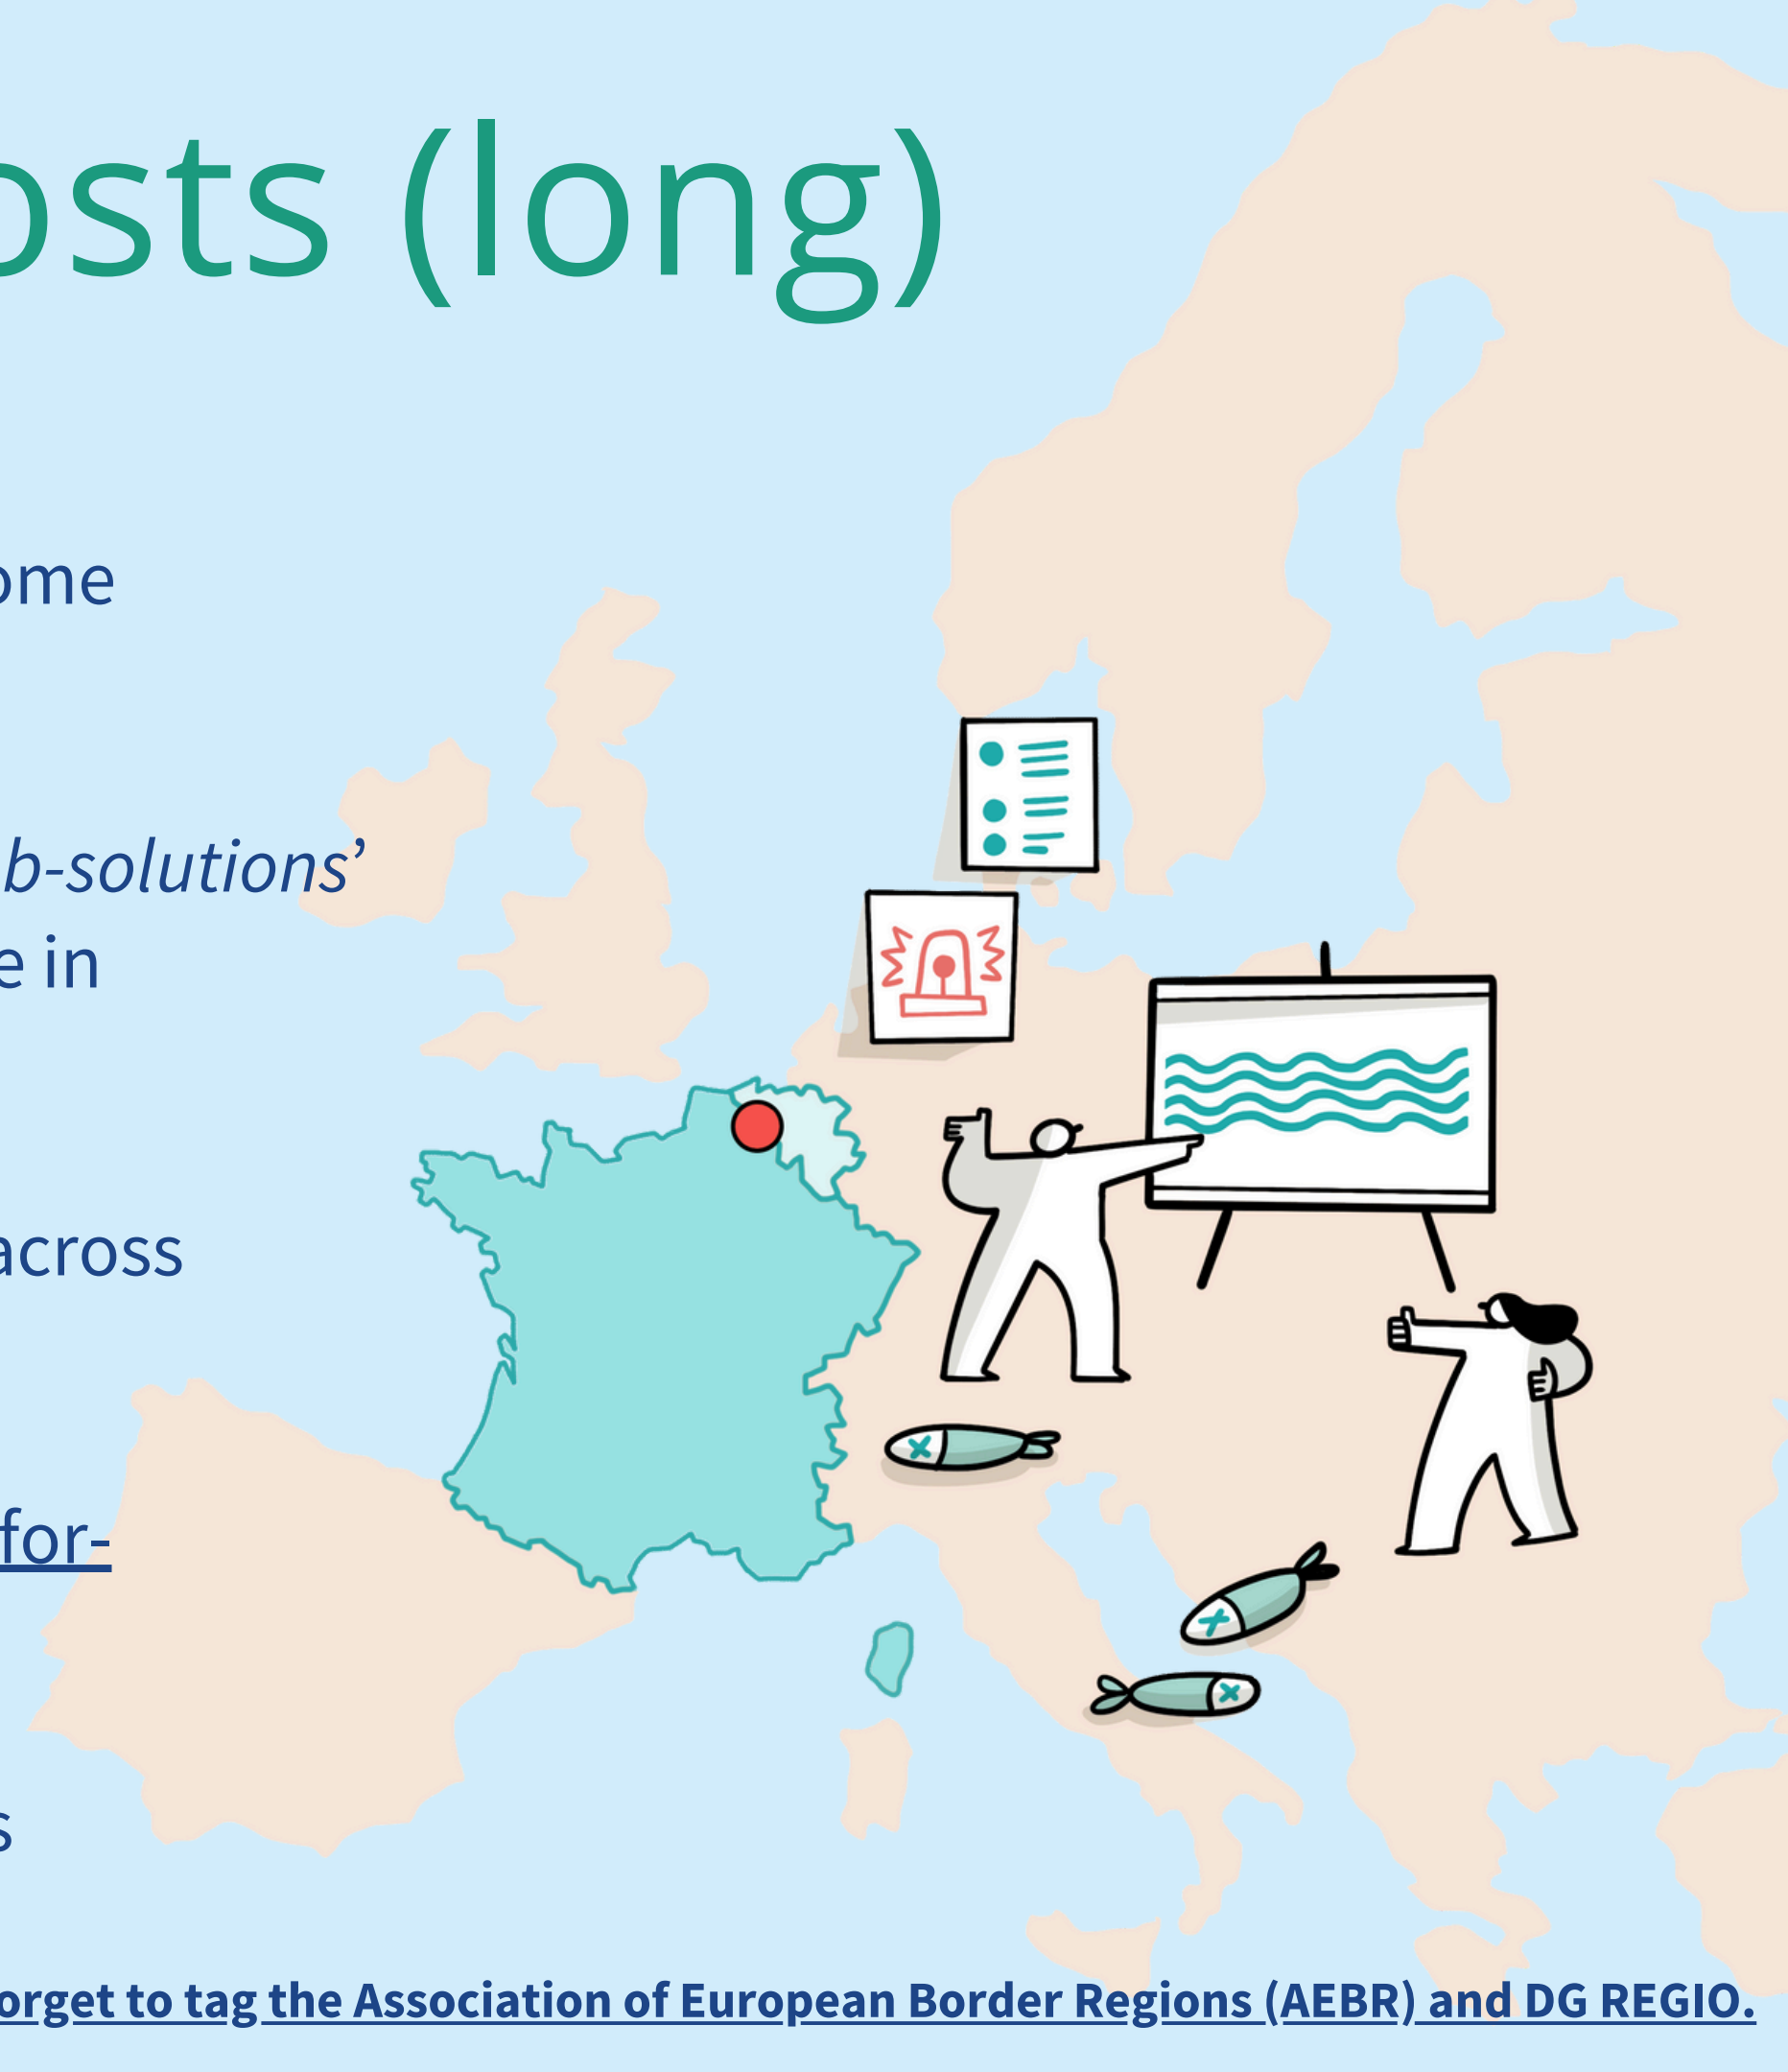 osts (long)
ome
b-solutions’
e in
across
for-
s
orget to tag the Association of European Border Regions (AEBR) and DG REGIO.